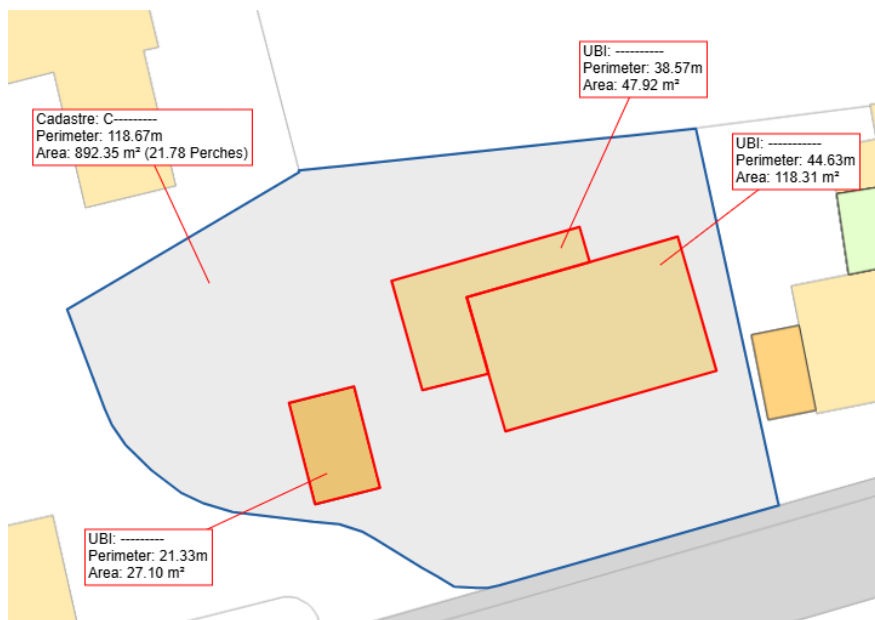 UBI: ----------
Perimeter: 38.57m
Area: 47.92 m²
Cadastre: C---------
Perimeter: 118.67m
Area: 892.35 m² (21.78 Perches)
UBI: -----------
Perimeter: 44.63m
Area: 118.31 m²
UBI: ---------
Perimeter: 21.33m
Area: 27.10 m²